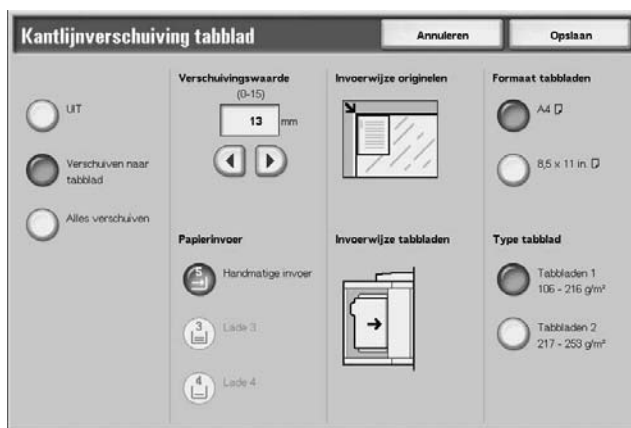 Kantlijnverschuiving tabblad
Annuleren
Opslaan
UIT
Verschuiven naar
tabblad
Alles verschuiven
Verschuivingswaarde
(0-15)
13 mm
Papierinvoer
5
Handmatige invoer
3
Lade 3
4
Lade 4
Invoerwijze originelen
Invoerwijze tabbladen
Formaat tabbladen
A4
8,5 x 11 in.
Type tabblad
Tabbladen 1
106 - 216 g/m²
Tabbladen 2
217 - 253 g/m²